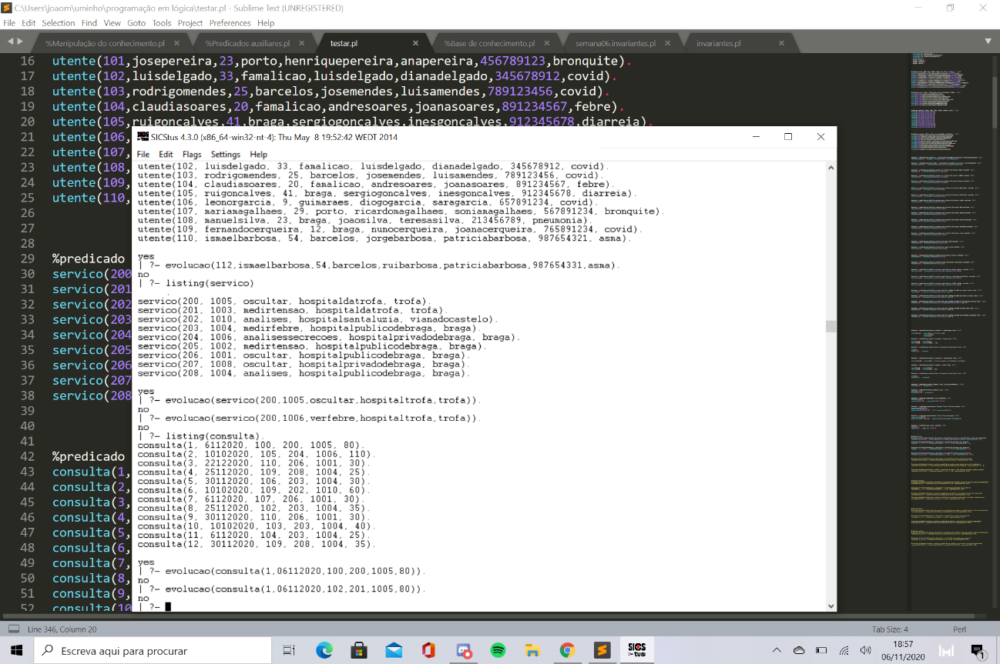 C:\Users\joaom\uminho\programação em lógica\testar.pl - Sublime Text (UNREGISTERED)
File Edit Selection Find View Goto Tools Project Preferences Help
%Manipulação do conhecimento.pl %Predicados auxiliares.pl testar.pl %Base de conhecimento.pl semana06.invariantes.pl invariantes.pl
16 utente(101,josepereira,23,porto,henriquepereira,anapereira,456789123,bronquite).
17 utente(102,luisdelgado,33,famalicao,luisdelgado,dianadelgado,345678912,covid).
18 utente(103,rodrigomendes,25,barcelos,josemendes,luisamendes,789123456,covid).
19 utente(104,claudiasoares,20,famalicao,andresoares,joanasoares,891234567,febre).
20 utente(105,ruigoncalves,41,braga,sergiogoncalves,inesgoncalves,912345678,diarreia).
21 utente(106,
22 utente(107,
23 utente(108,
24 utente(109,
25 utente(110,
26
27
28
29 %predicado
30 servico(200
31 servico(201
32 servico(202
33 servico(203
34 servico(204
35 servico(205
36 servico(206
37 servico(207
38 servico(208
39
40
41
42 %predicado
43 consulta(1,
44 consulta(2,
45 consulta(3,
46 consulta(4,
47 consulta(5,
48 consulta(6,
49 consulta(7,
50 consulta(8,
51 consulta(9,
52 consulta(10
SICStus 4.3.0 (x86_64-win32-nt-4): Thu May 8 19:52:42 WEDT 2014
File Edit Flags Settings Help
utente(102, luisdelgado, 33, famalicao, luisdelgado, dianadelgado, 345678912, covid).
utente(103, rodrigomendes, 25, barcelos, josemendes, luisamendes, 789123456, covid).
utente(104, claudiasoares, 20, famalicao, andresoares, joanasoares, 891234567, febre).
utente(105, ruigoncalves, 41, braga, sergiogoncalves, inesgoncalves, 912345678, diarreia).
utente(106, leonorgarcia, 9, guimaraes, diogogarcia, saragarcia, 657891234, covid).
utente(107, mariamagalhaes, 29, porto, ricardomagalhaes, soniamagalhaes, 567891234, bronquite).
utente(108, manuelsilva, 23, braga, joaosilva, teresasilva, 213456789, pneumonia).
utente(109, fernandocerqueira, 12, braga, nunocerqueira, joanacerqueira, 765891234, covid).
utente(110, ismaelbarbosa, 54, barcelos, jorgebarbosa, patriciabarbosa, 987654321, asma).
yes
| ?- evolucao(112,ismaelbarbosa,54,barcelos,ruibarbosa,patriciabarbosa,987654331,asma).
no
| ?- listing(servico)
.
servico(200, 1005, oscultar, hospitaldatrofa, trofa).
servico(201, 1003, medirtensao, hospitaldatrofa, trofa).
servico(202, 1010, analises, hospitalsantaluzia, vianadocastelo).
servico(203, 1004, medirfebre, hospitalpublicodebraga, braga).
servico(204, 1006, analisessecrecoes, hospitalprivadodebraga, braga).
servico(205, 1002, medirtensao, hospitalpublicodebraga, braga).
servico(206, 1001, oscultar, hospitalpublicodebraga, braga).
servico(207, 1008, oscultar, hospitalprivadodebraga, braga).
servico(208, 1004, analises, hospitalpublicodebraga, braga).
yes
| ?- evolucao(servico(200,1005,oscultar,hospitaltrofa,trofa)).
no
| ?- evolucao(servico(200,1006,verfebre,hospitaltrofa,trofa)).
no
| ?- listing(consulta).
consulta(1, 6112020, 100, 200, 1005, 80).
consulta(2, 10102020, 105, 204, 1006, 110).
consulta(3, 22122020, 110, 206, 1001, 30).
consulta(4, 25112020, 109, 208, 1004, 25).
consulta(5, 30112020, 106, 203, 1004, 30).
consulta(6, 10102020, 109, 202, 1010, 60).
consulta(7, 6112020, 107, 206, 1001, 30).
consulta(8, 25112020, 102, 203, 1004, 35).
consulta(9, 30112020, 110, 206, 1001, 30).
consulta(10, 10102020, 103, 203, 1004, 40).
consulta(11, 6112020, 104, 203, 1004, 25).
consulta(12, 30112020, 109, 208, 1004, 35).
yes
| ?- evolucao(consulta(1,06112020,100,200,1005,80)).
no
| ?- evolucao(consulta(1,06112020,102,201,1005,80)).
no
| ?-
Line 346, Column 20 Tab Size: 4 Perl
Escreve aqui para procurar
SICS
18:57
06/11/2020
1